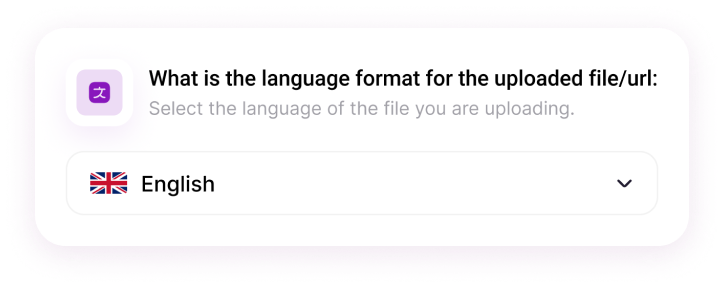 文
What is the language format for the uploaded file/url:
Select the language of the file you are uploading.
English